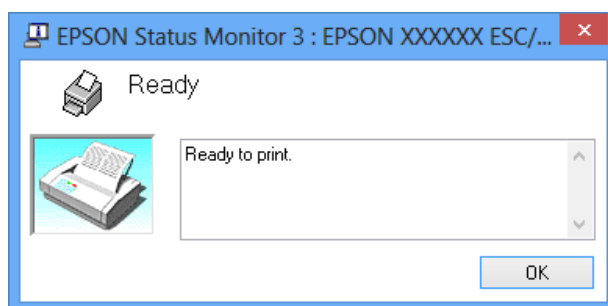 EPSON Status Monitor 3 : EPSON XXXXXX ESC/...
Ready
Ready to print.
OK